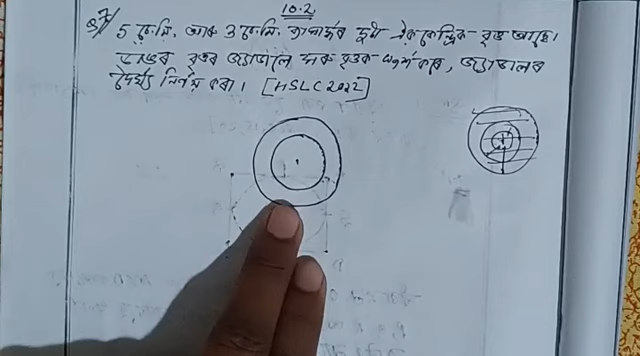 10.2.
Q7 5 চে.মি. আৰু 3 চে.মি. ব্যাসাৰ্ধৰ দুটা এককেন্দ্ৰিক বৃত্ত আছে।
ডাঙৰ বৃত্তৰ জ্যাডালে সৰু বৃত্তক স্পৰ্শ কৰে, জ্যাডালৰ
দৈৰ্ঘ্য নিৰ্ণয় কৰা। [HSLC 2022]